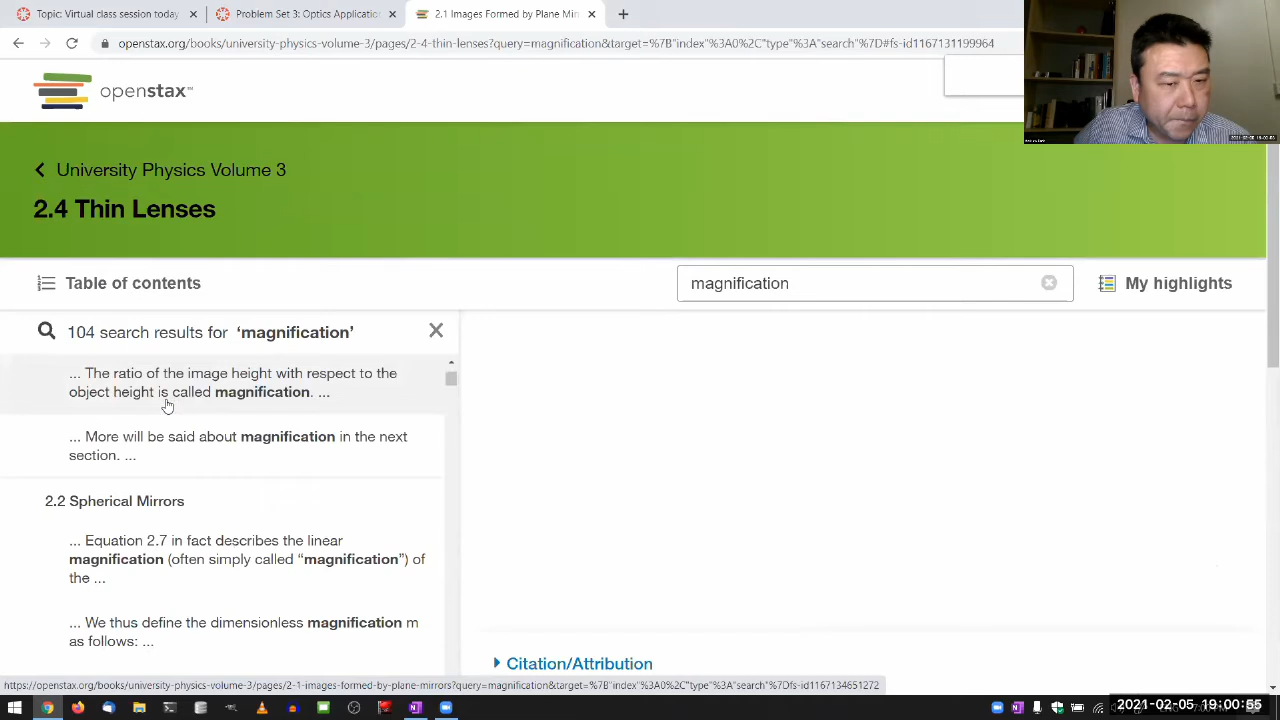 Topic: Virtual class session today
Problem Set 3: Optics Application
2.1 Images Formed by Plane Mir
openstax.org/books/university-physics-volume-3/pages/2-4-thin-lenses?query=magnification&target=%7B"index"%3A0%2C"type"%3A"search"%7D#fs-id1167131199964
openstax™
University Physics Volume 3
2.4 Thin Lenses
Table of contents
magnification
My highlights
104 search results for 'magnification'
... The ratio of the image height with respect to the
object height is called magnification. ...
... More will be said about magnification in the next
section. ...
2.2 Spherical Mirrors
... Equation 2.7 in fact describes the linear
magnification (often simply called “magnification”) of
the ...
... We thus define the dimensionless magnification m
as follows: ...
Citation/Attribution
https://openstax.org/books/university-physics-volume-3/pages/2-1-images-formed-by-plane-mirrors?query=magnification&target=%7B"index"%3A0%2C"type"%3A"search"%7D#fs-id1167134651272
2021-02-05 19:00:55